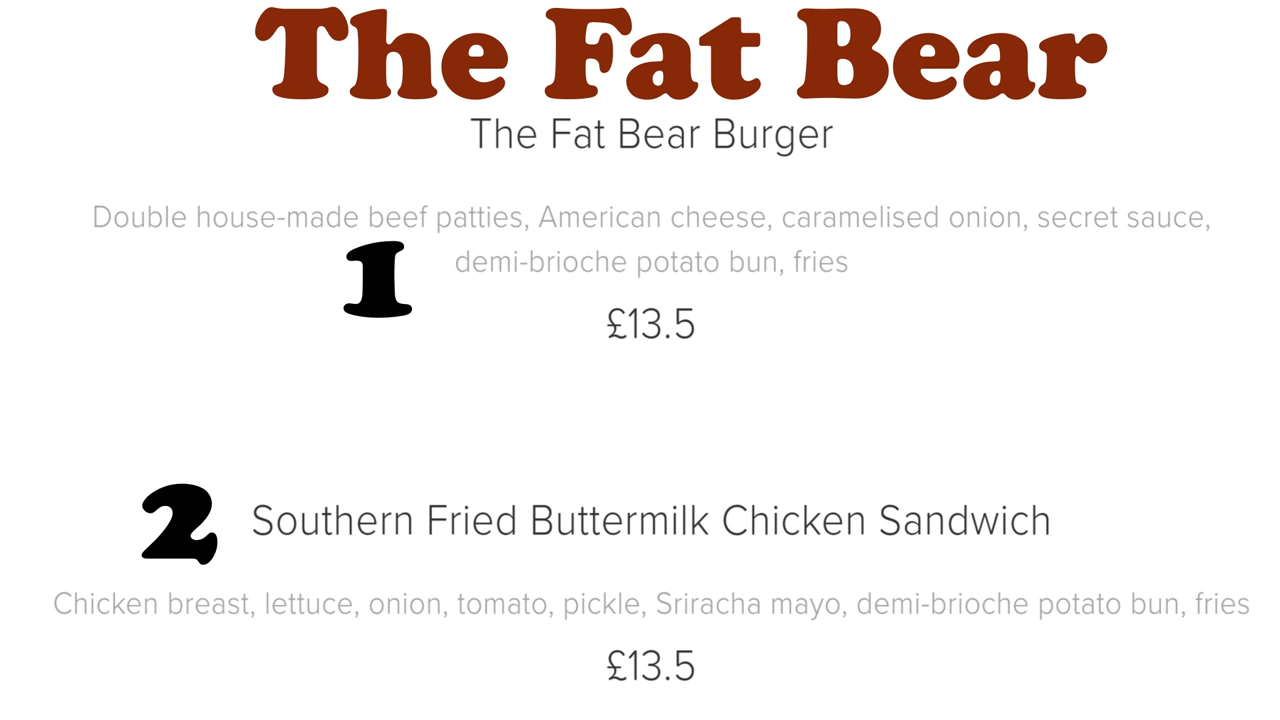 The Fat Bear
The Fat Bear Burger
Double house-made beef patties, American cheese, caramelised onion, secret sauce,
1
demi-brioche potato bun, fries
£13.5
2
Southern Fried Buttermilk Chicken Sandwich
Chicken breast, lettuce, onion, tomato, pickle, Sriracha mayo, demi-brioche potato bun, fries
£13.5